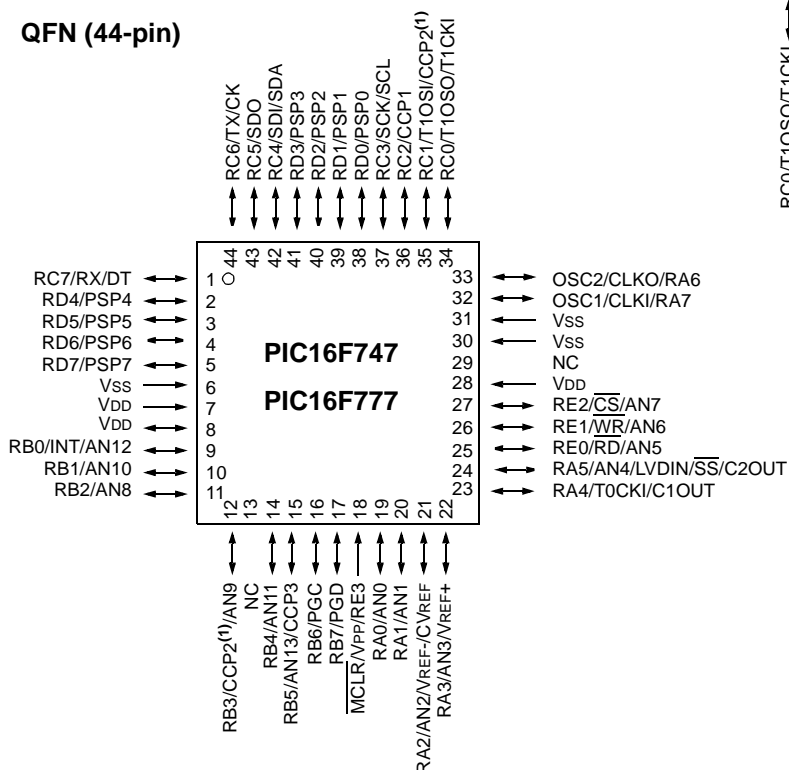 QFN (44-pin)
RC6/TX/CK
RC5/SDO
RC4/SDI/SDA
RD3/PSP3
RD2/PSP2
RD1/PSP1
RD0/PSP0
RC3/SCK/SCL
RC2/CCP1
RC1/T1OSI/CCP2(1)
RC0/T1OSO/T1CKI
RC0/T1OSO/T1CKI
44 43 42 41 40 39 38 37 36 35 34
RC7/RX/DT 1
RD4/PSP4 2
RD5/PSP5 3
RD6/PSP6 4
RD7/PSP7 5
VSS 6
VDD 7
VDD 8
RB0/INT/AN12 9
RB1/AN10 10
RB2/AN8 11
PIC16F747
PIC16F777
33 OSC2/CLKO/RA6
32 OSC1/CLKI/RA7
31 VSS
30 VSS
29 NC
28 VDD
27 RE2/CS/AN7
26 RE1/WR/AN6
25 RE0/RD/AN5
24 RA5/AN4/LVDIN/SS/C2OUT
23 RA4/T0CKI/C1OUT
12 13 14 15 16 17 18 19 20 21 22
RB3/CCP2(1)/AN9
NC
RB4/AN11
RB5/AN13/CCP3
RB6/PGC
RB7/PGD
MCLR/VPP/RE3
RA0/AN0
RA1/AN1
RA2/AN2/VREF-/CVREF
RA3/AN3/VREF+